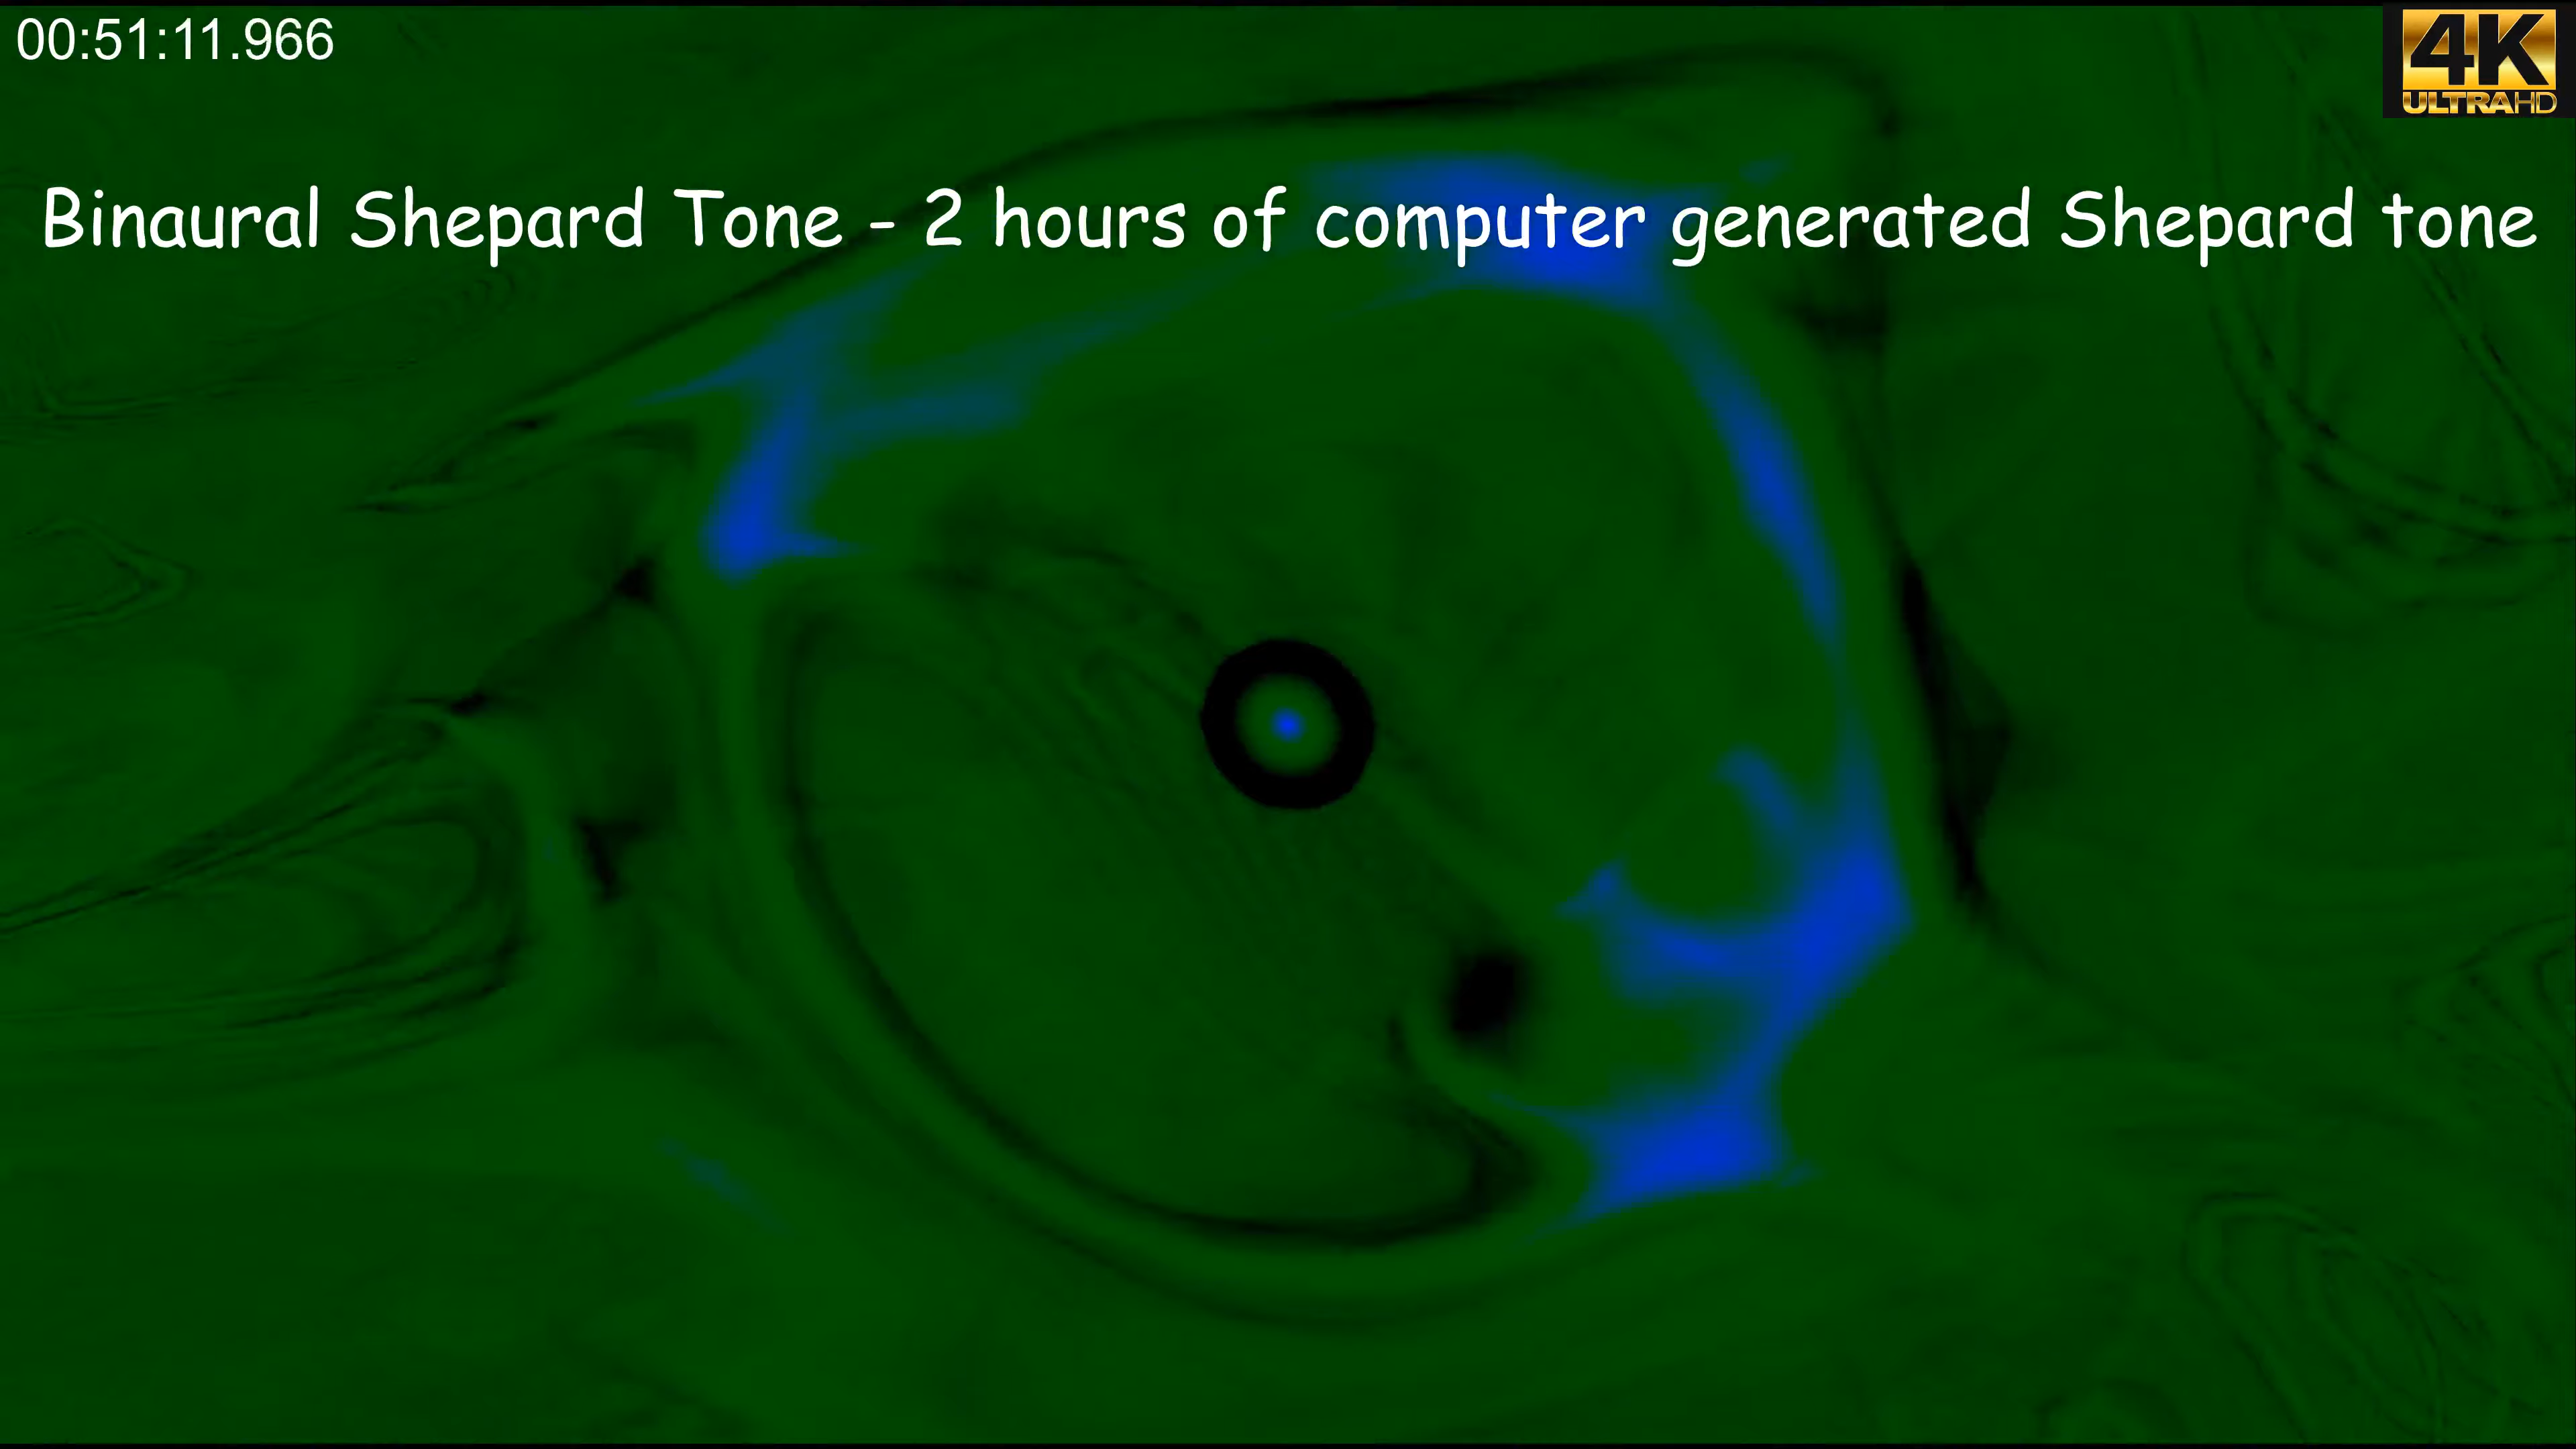 00:51:11.966
4K
ULTRAHD
Binaural Shepard Tone - 2 hours of computer generated Shepard tone